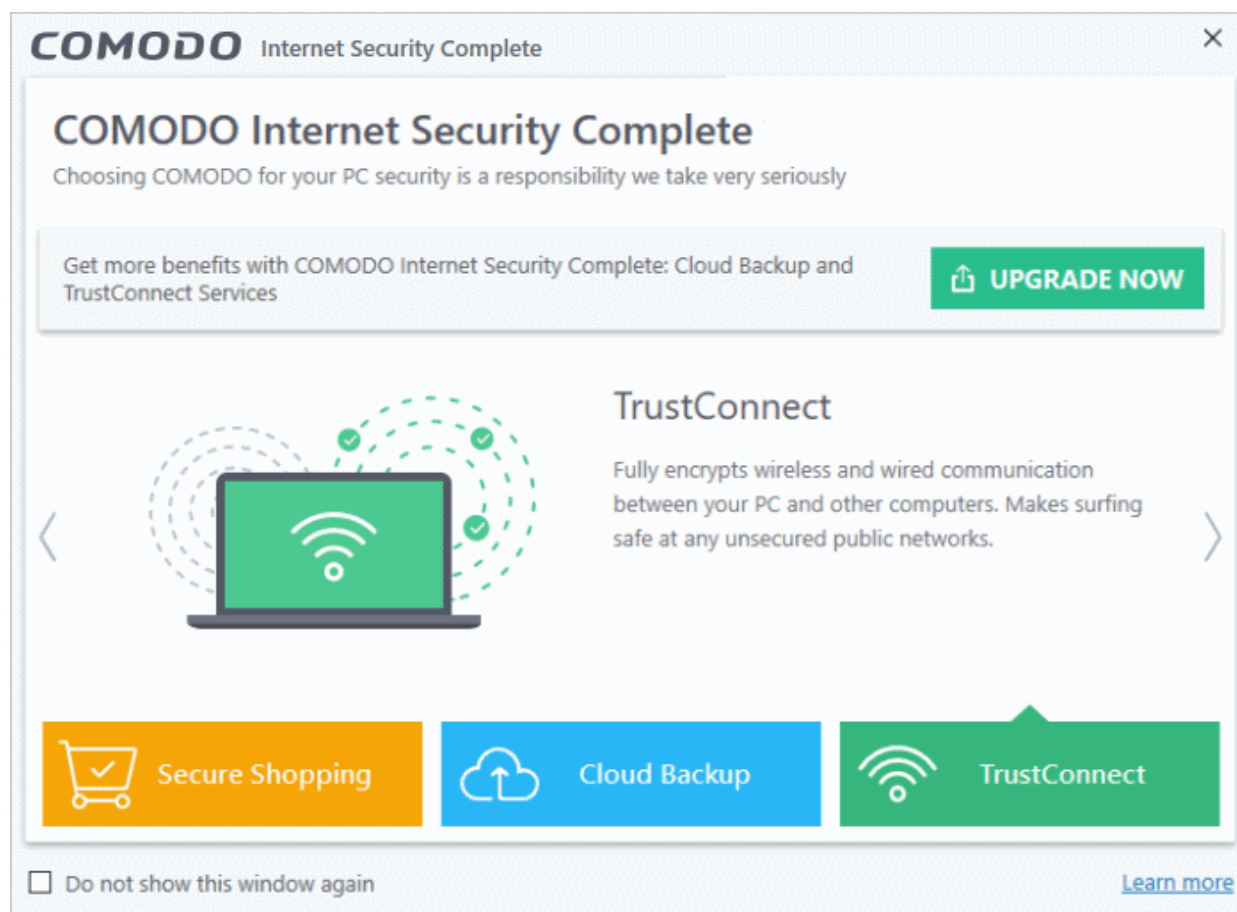 COMODO Internet Security Complete
COMODO Internet Security Complete
Choosing COMODO for your PC security is a responsibility we take very seriously
Get more benefits with COMODO Internet Security Complete: Cloud Backup and
TrustConnect Services
UPGRADE NOW
TrustConnect
Fully encrypts wireless and wired communication
between your PC and other computers. Makes surfing
safe at any unsecured public networks.
Secure Shopping
Cloud Backup
TrustConnect
Do not show this window again
Learn more